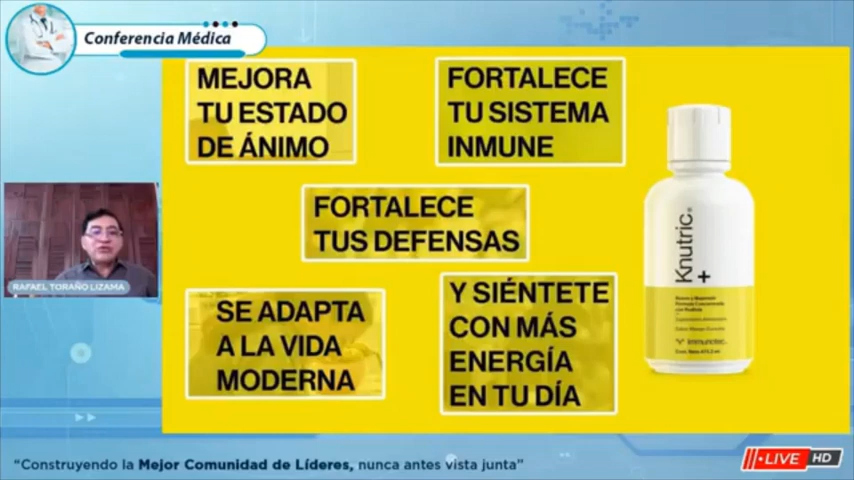 Conferencia Médica
MEJORA
TU ESTADO
DE ÁNIMO
FORTALECE
TU SISTEMA
INMUNE
FORTALECE
TUS DEFENSAS
SE ADAPTA
A LA VIDA
MODERNA
Y SIÉNTETE
CON MÁS
ENERGÍA
EN TU DÍA
Knutric®
+
immunotec
RAFAEL TORAÑO LIZAMA
"Construyendo la Mejor Comunidad de Líderes, nunca antes vista junta"
LIVE HD